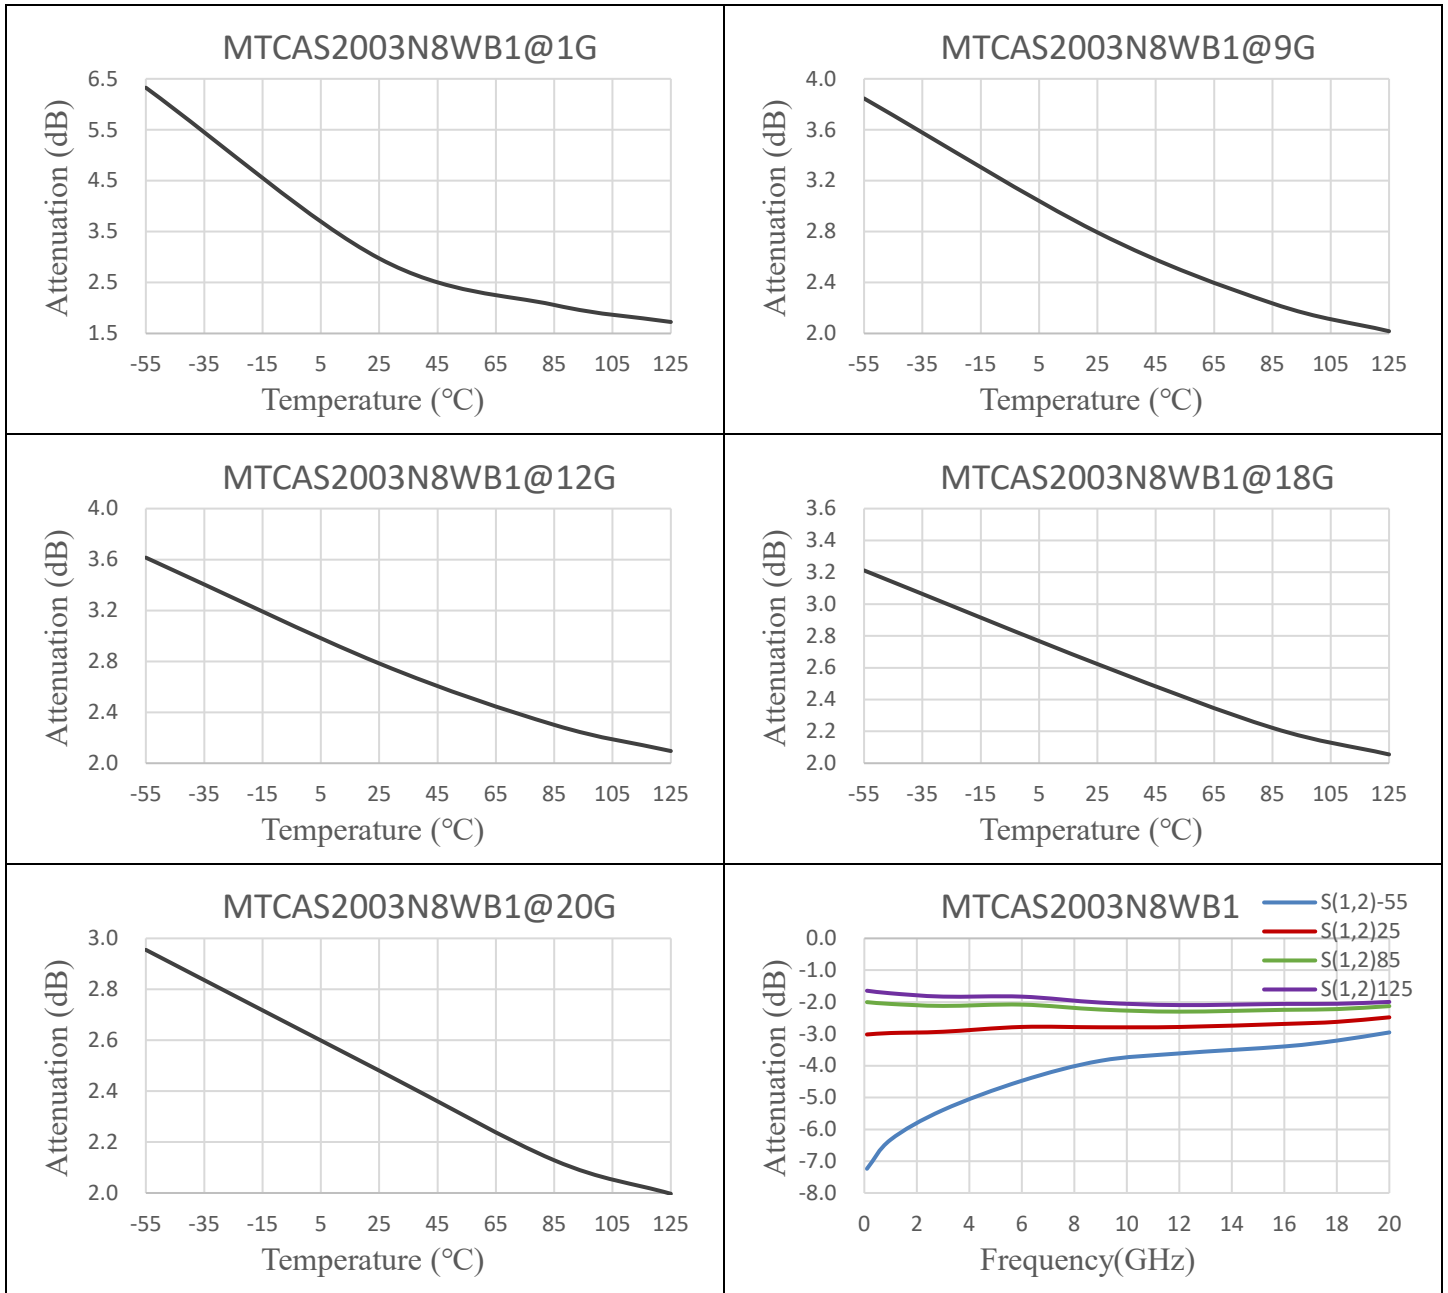 MTCAS2003N8WB1@1G
Attenuation (dB)
6.5
5.5
4.5
3.5
2.5
1.5
-55 -35 -15 5 25 45 65 85 105 125
Temperature (℃)
MTCAS2003N8WB1@9G
Attenuation (dB)
4.0
3.6
3.2
2.8
2.4
2.0
-55 -35 -15 5 25 45 65 85 105 125
Temperature (℃)
MTCAS2003N8WB1@12G
Attenuation (dB)
4.0
3.6
3.2
2.8
2.4
2.0
-55 -35 -15 5 25 45 65 85 105 125
Temperature (℃)
MTCAS2003N8WB1@18G
Attenuation (dB)
3.6
3.4
3.2
3.0
2.8
2.6
2.4
2.2
2.0
-55 -35 -15 5 25 45 65 85 105 125
Temperature (℃)
MTCAS2003N8WB1@20G
Attenuation (dB)
3.0
2.8
2.6
2.4
2.2
2.0
-55 -35 -15 5 25 45 65 85 105 125
Temperature (℃)
MTCAS2003N8WB1
S(1,2)-55
S(1,2)25
S(1,2)85
S(1,2)125
Attenuation (dB)
0.0
-1.0
-2.0
-3.0
-4.0
-5.0
-6.0
-7.0
-8.0
0 2 4 6 8 10 12 14 16 18 20
Frequency(GHz)